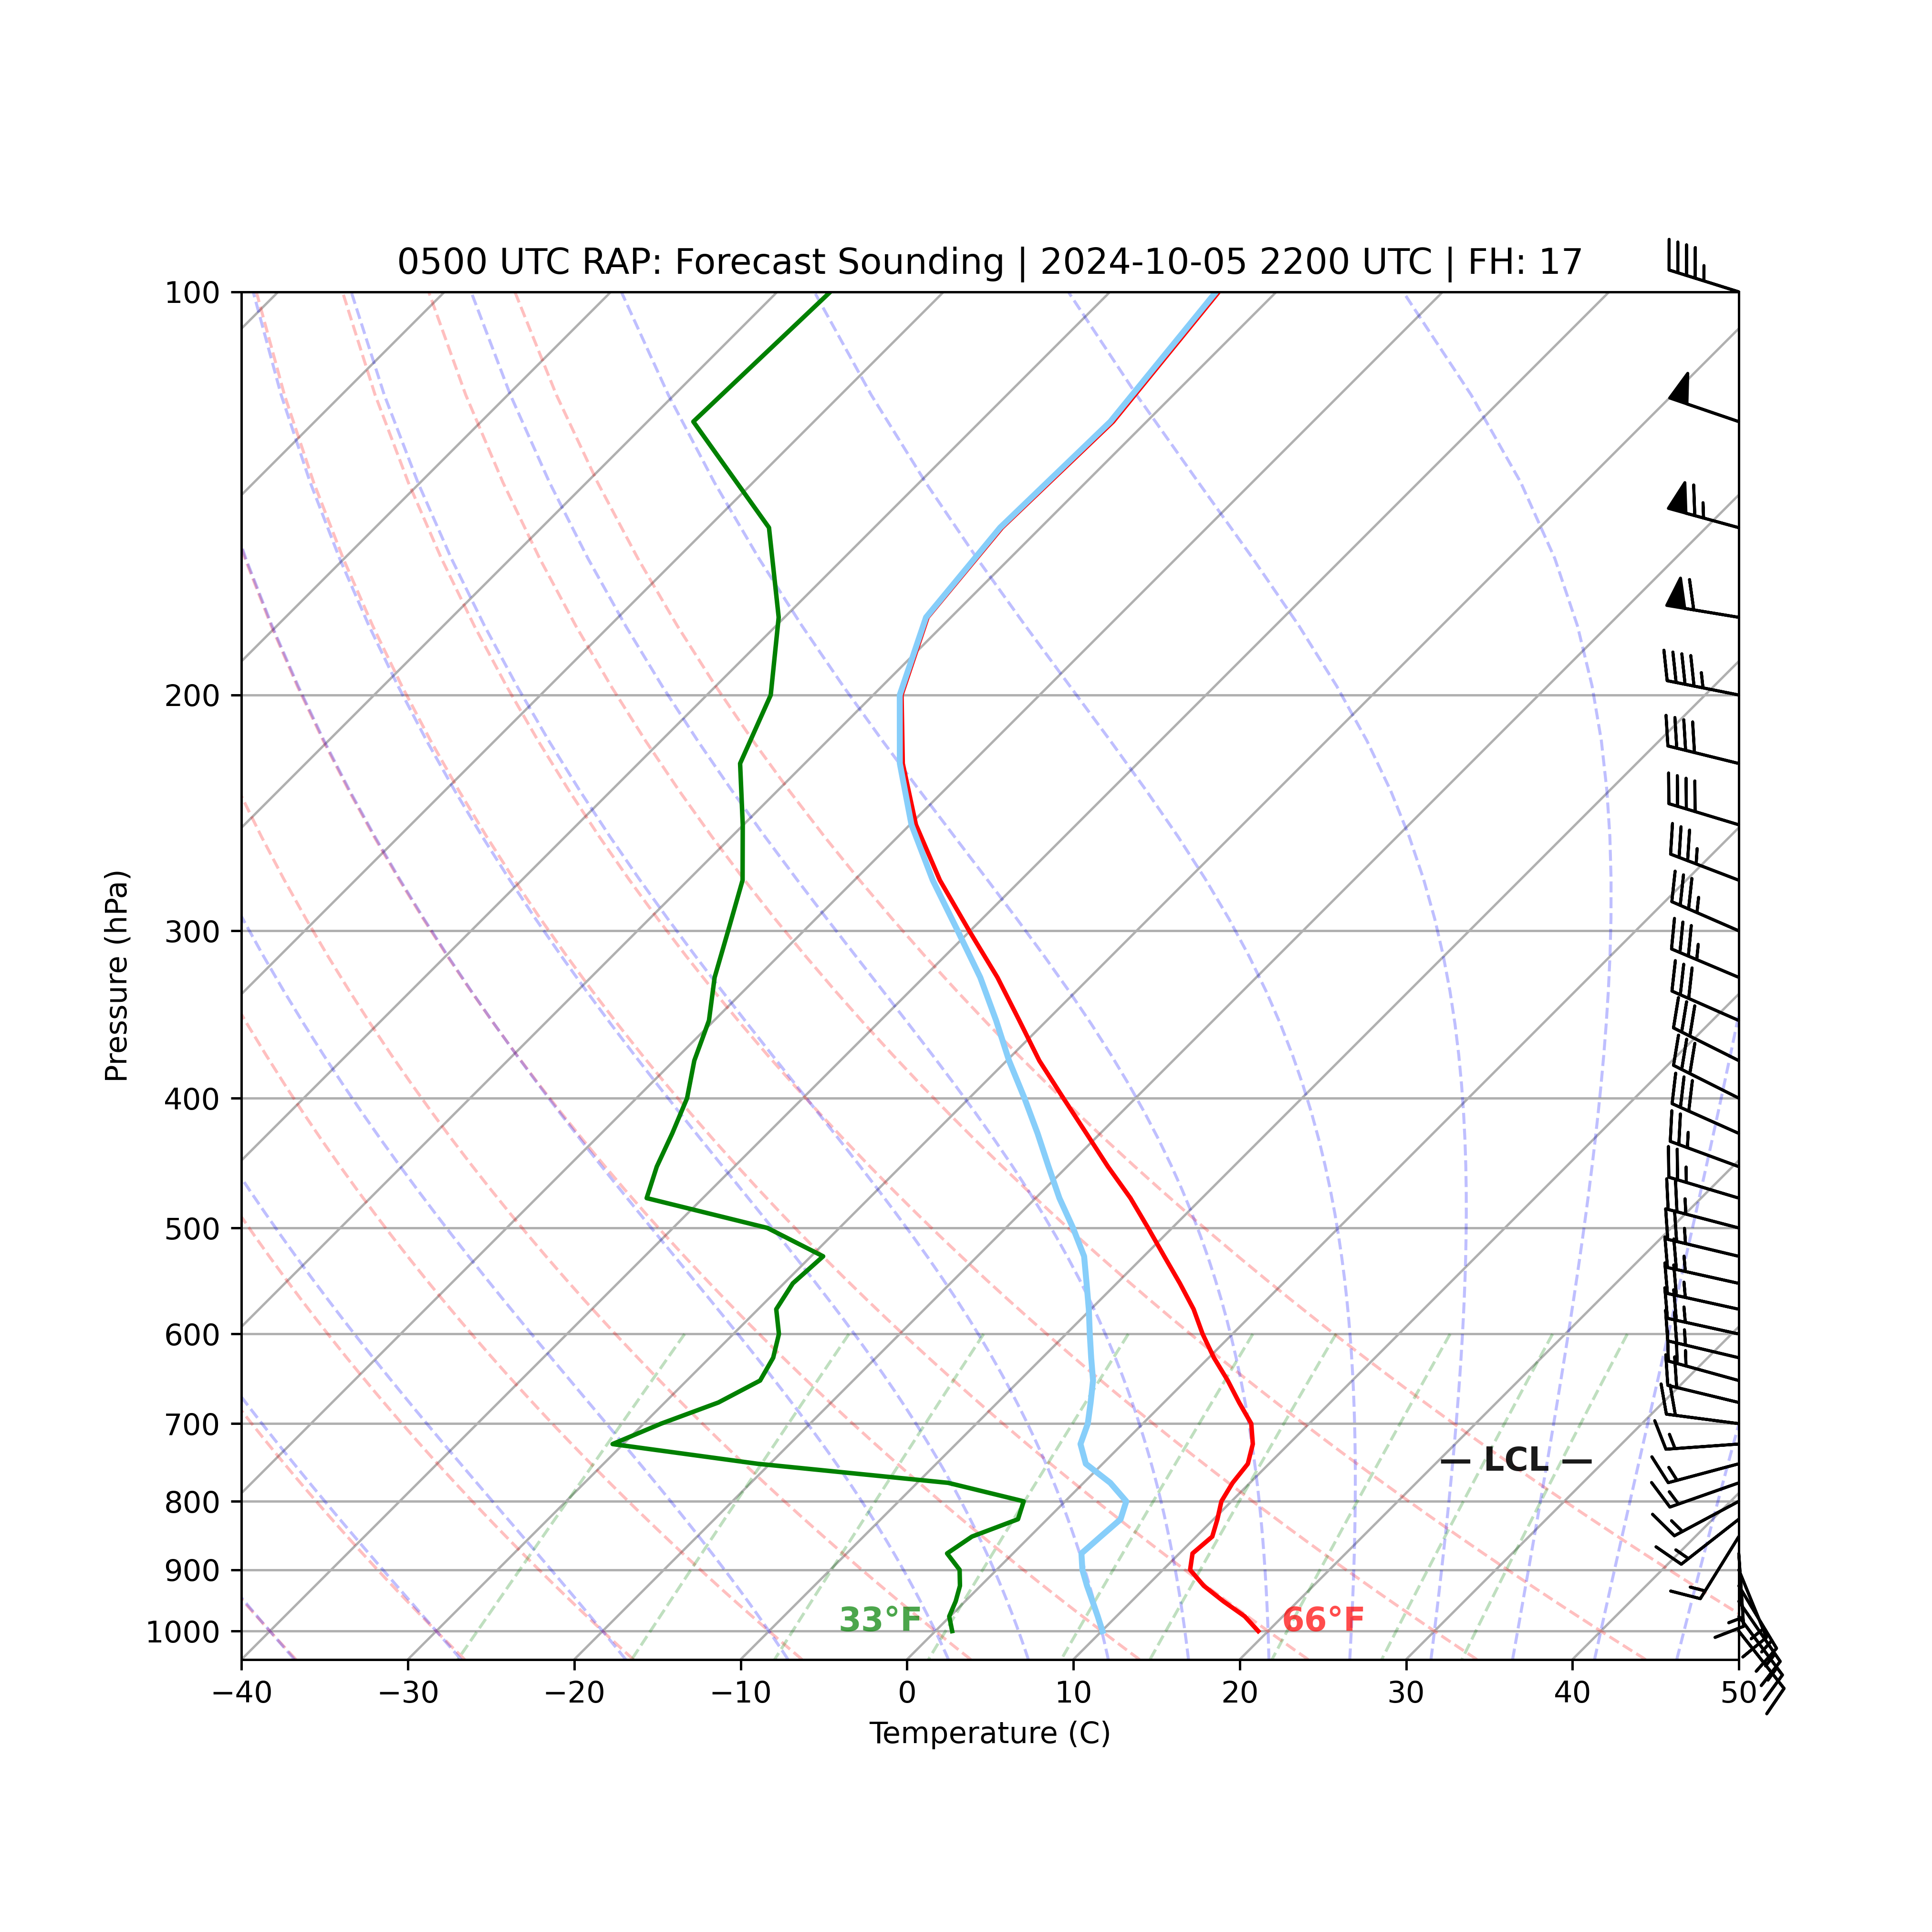 0500 UTC RAP: Forecast Sounding | 2024-10-05 2200 UTC | FH: 17
100
200
300
400
500
600
700
800
900
1000
Pressure (hPa)
— LCL —
33°F
66°F
−40 −30 −20 −10 0 10 20 30 40 50
Temperature (C)